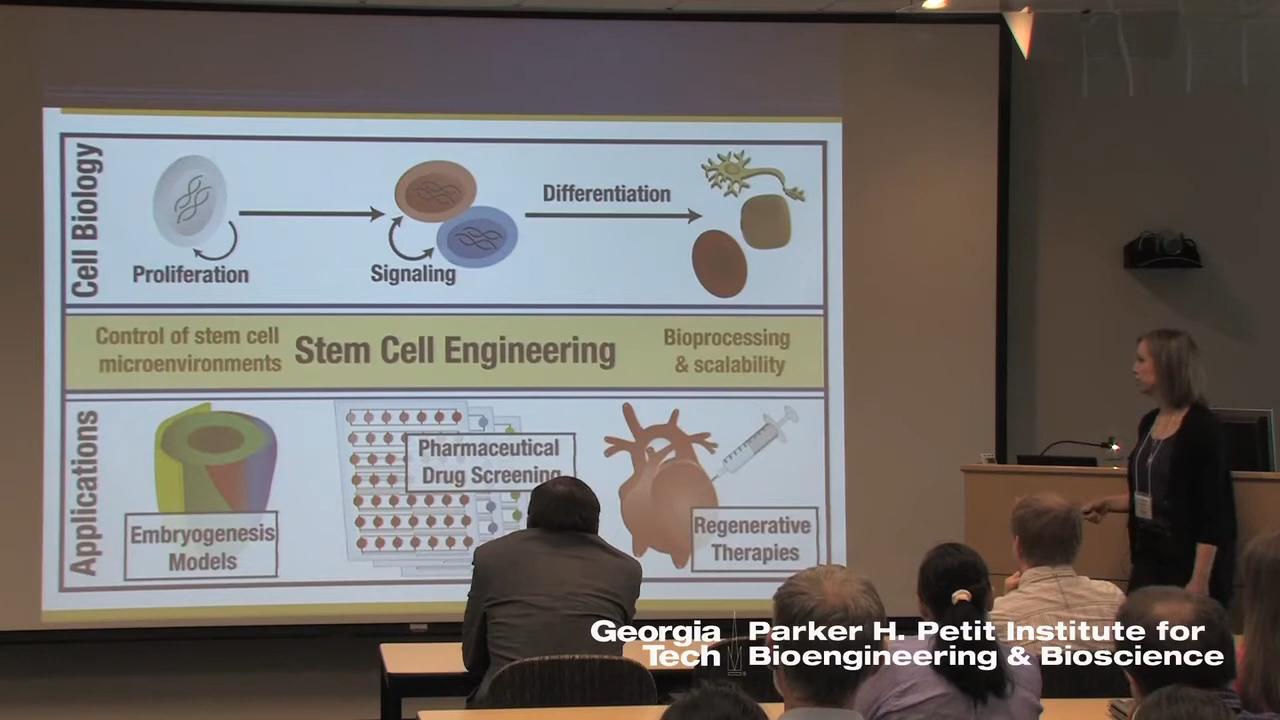 Cell Biology
Proliferation
Signaling
Differentiation
Control of stem cell
microenvironments
Stem Cell Engineering
Bioprocessing
& scalability
Applications
Embryogenesis
Models
Pharmaceutical
Drug Screening
Regenerative
Therapies
Georgia
Tech
Parker H. Petit Institute for
Bioengineering & Bioscience